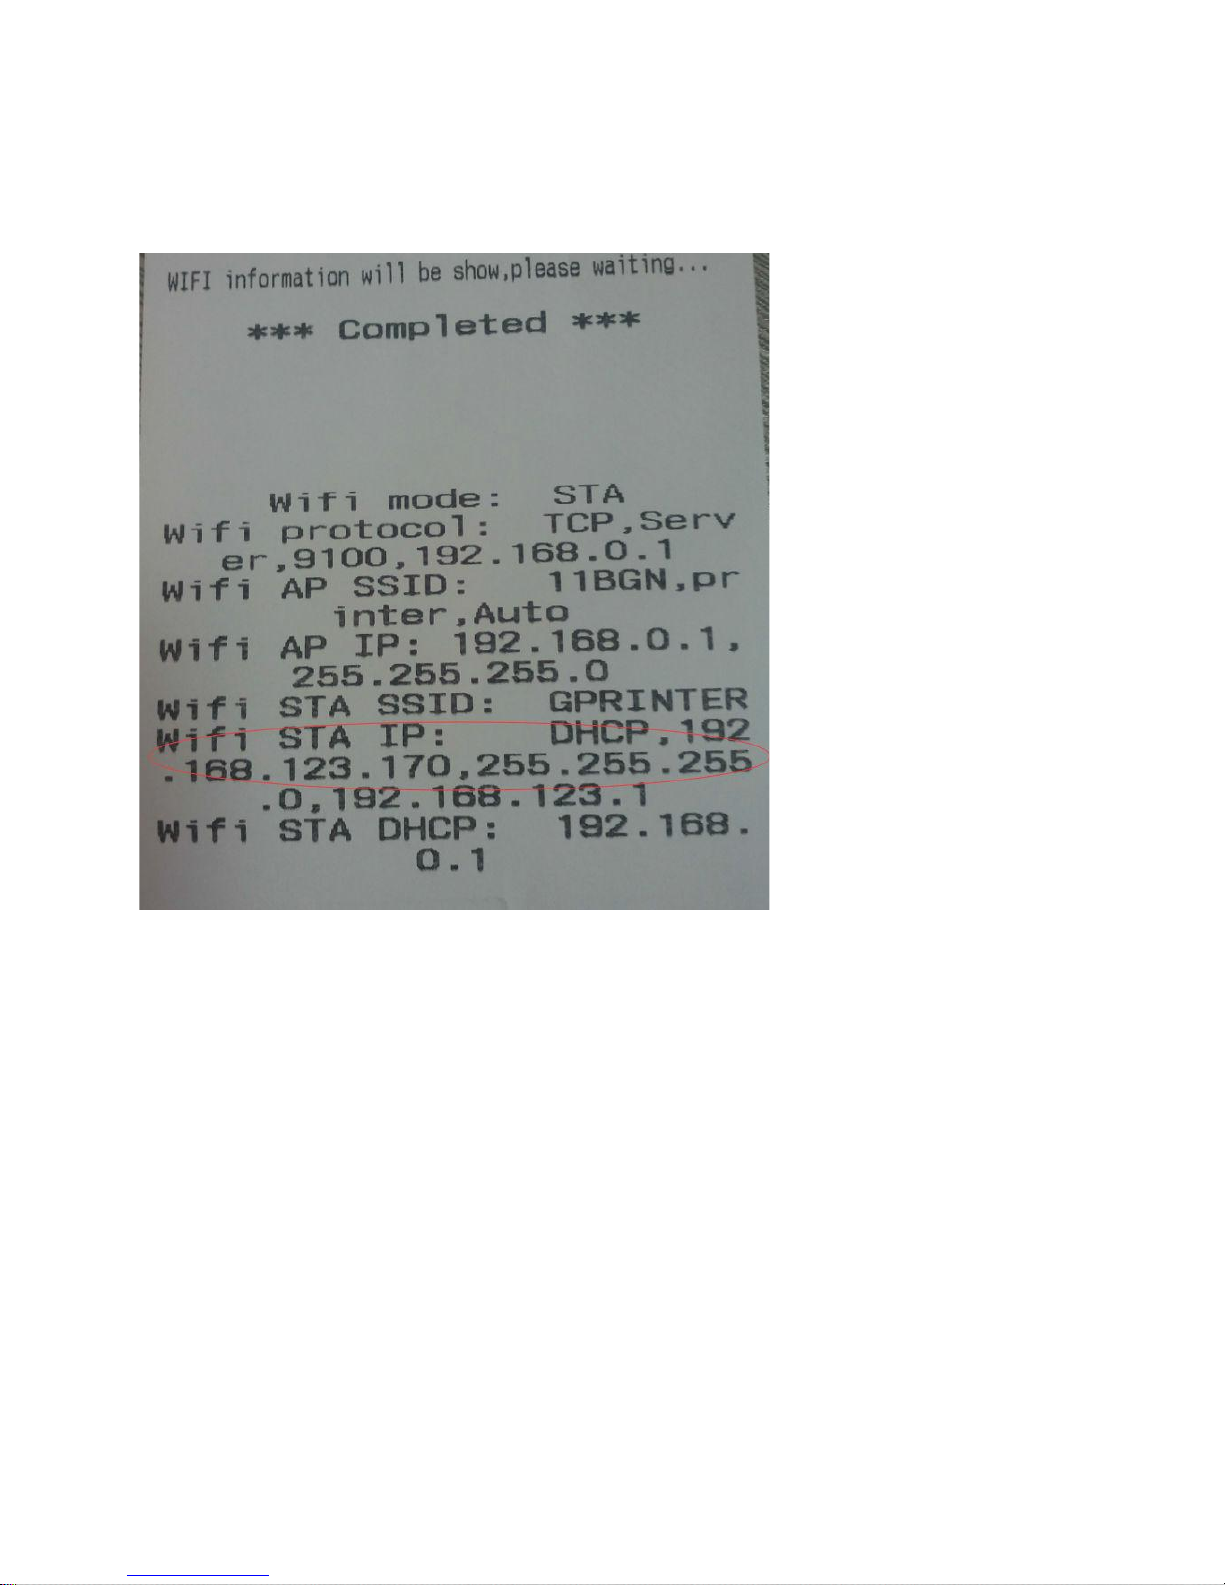 WIFI information will be show,please waiting...
*** Completed ***
Wifi mode: STA
Wifi protocol: TCP,Serv
er,9100,192.168.0.1
Wifi AP SSID: 11BGN,pr
inter,Auto
Wifi AP IP: 192.168.0.1,
255.255.255.0
Wifi STA SSID: GPRINTER
Wifi STA IP: DHCP,192
.168.123.170,255.255.255
.0,192.168.123.1
Wifi STA DHCP: 192.168.
0.1